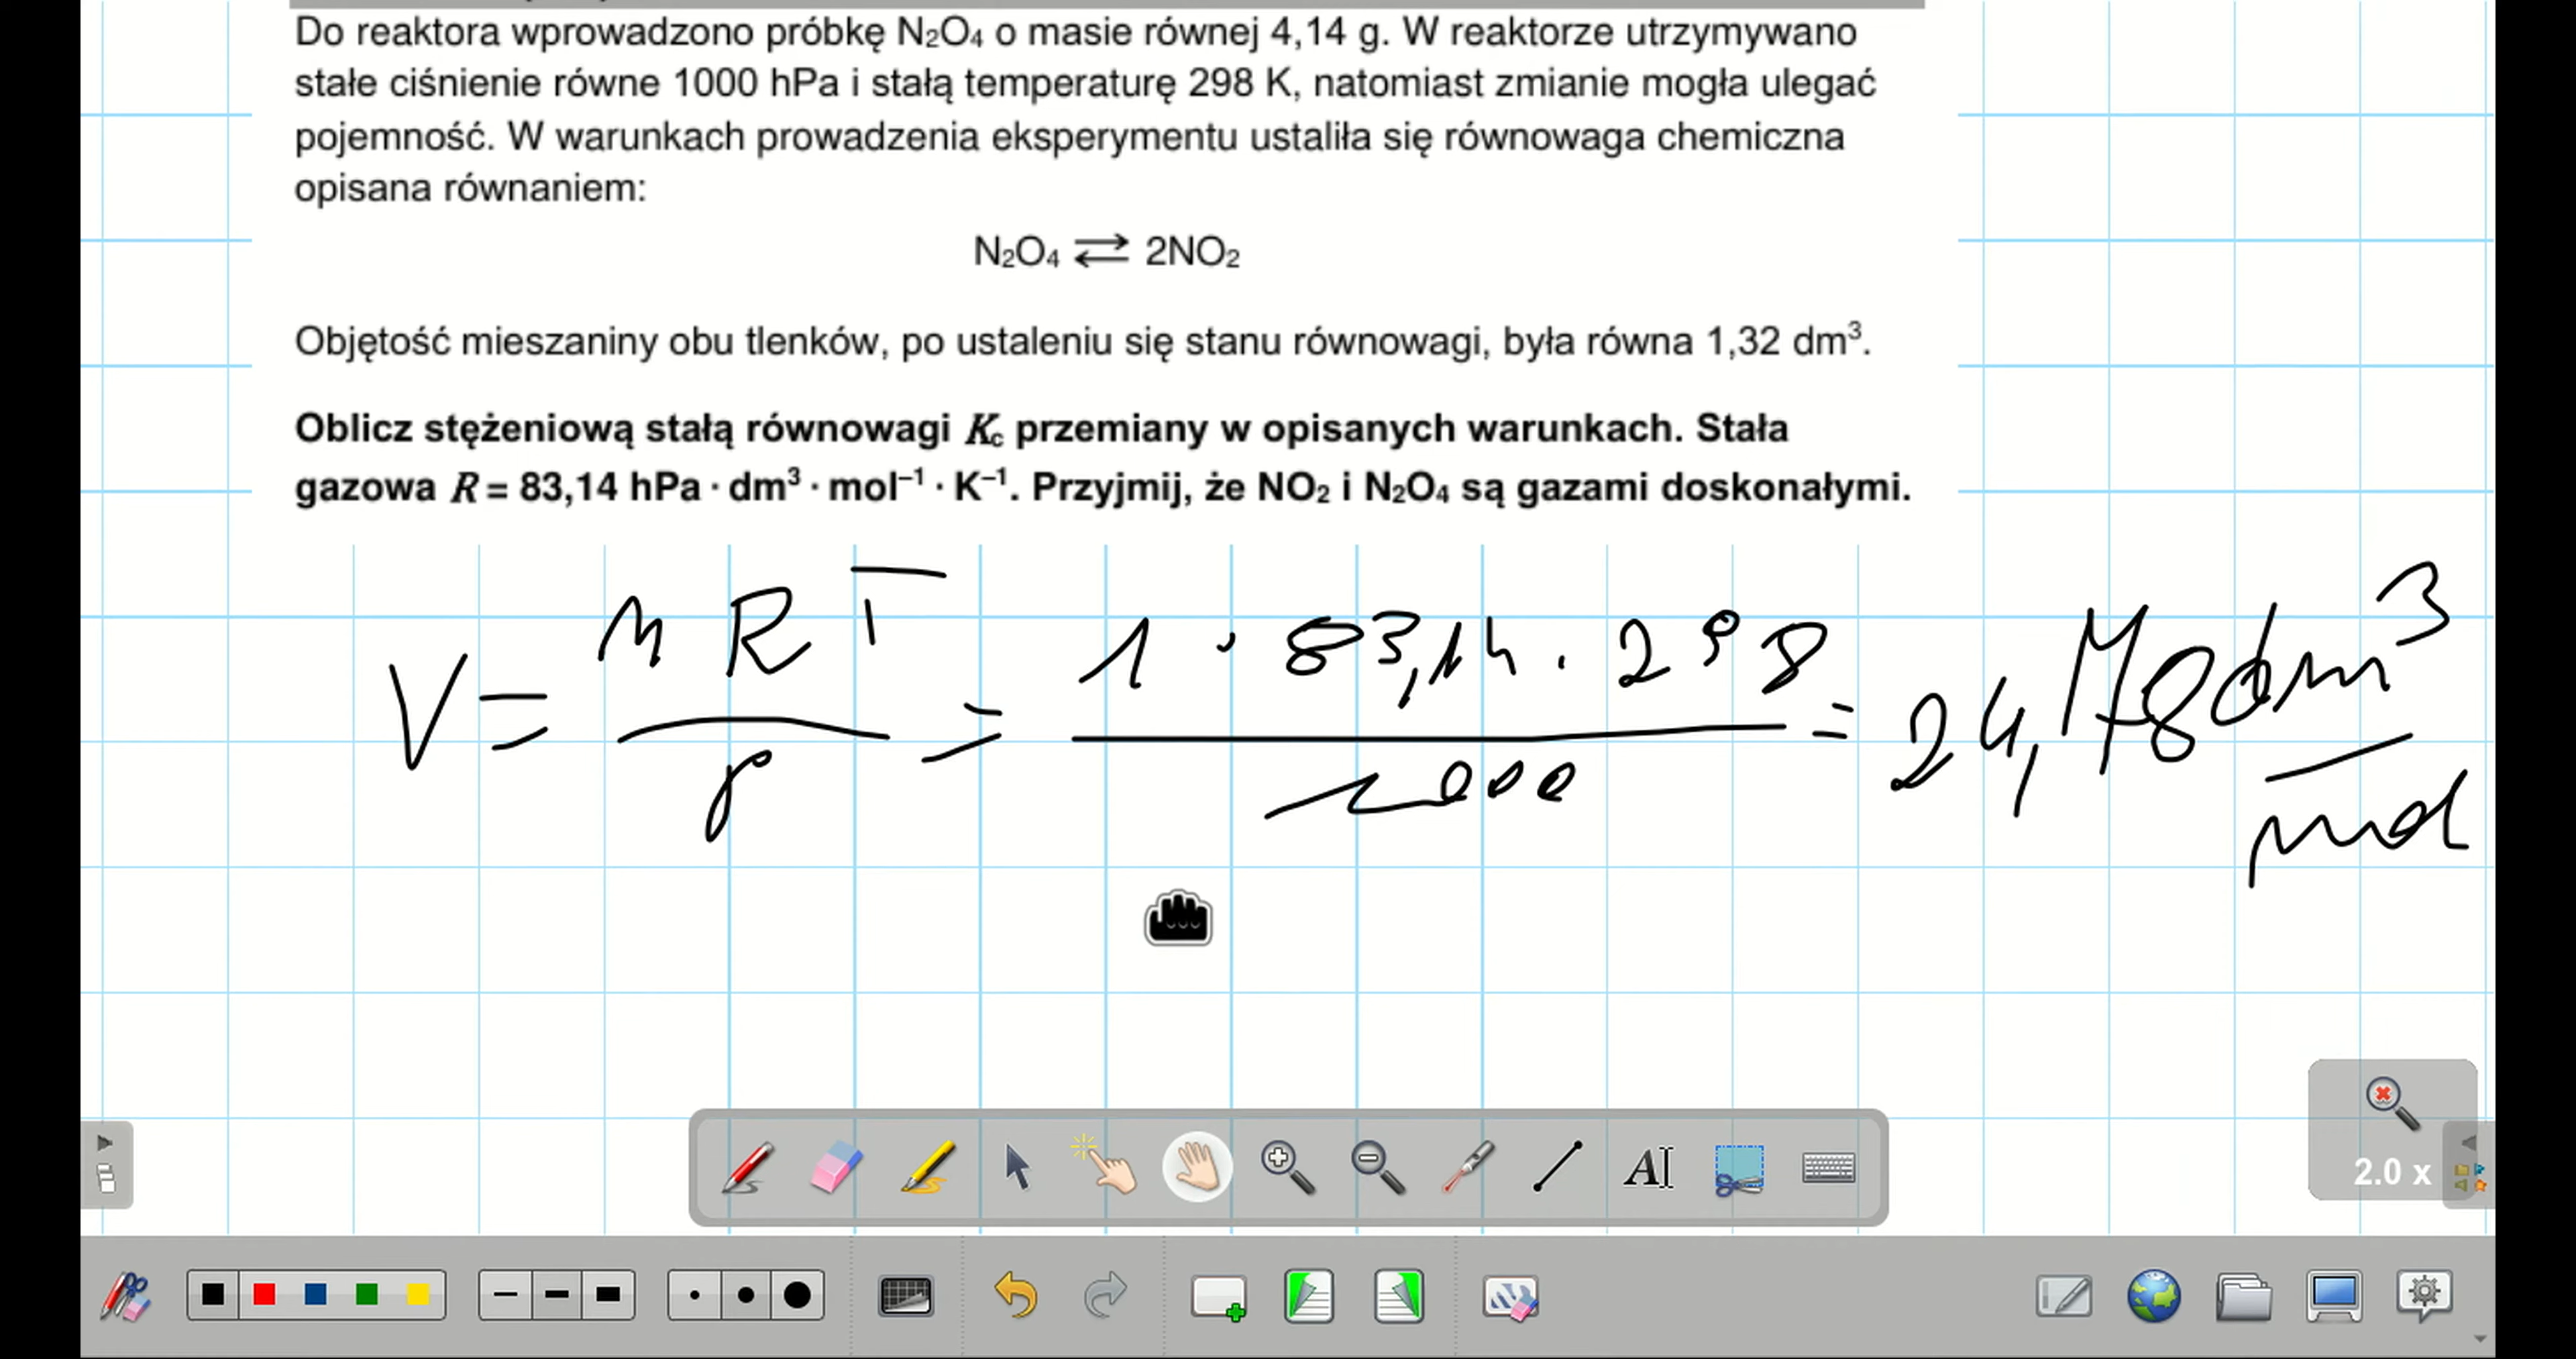 Do reaktora wprowadzono próbkę N₂O₄ o masie równej 4,14 g. W reaktorze utrzymywano
stałe ciśnienie równe 1000 hPa i stałą temperaturę 298 K, natomiast zmianie mogła ulegać
pojemność. W warunkach prowadzenia eksperymentu ustaliła się równowaga chemiczna
opisana równaniem:
N₂O₄ ⇄ 2NO₂
Objętość mieszaniny obu tlenków, po ustaleniu się stanu równowagi, była równa 1,32 dm³.
Oblicz stężeniową stałą równowagi Kc przemiany w opisanych warunkach. Stała
gazowa R = 83,14 hPa · dm³ · mol⁻¹ · K⁻¹. Przyjmij, że NO₂ i N₂O₄ są gazami doskonałymi.
V = nRT / p = 1 · 83,14 · 298 / 1000 = 24,78 dm³ / mol
AI
2.0 x